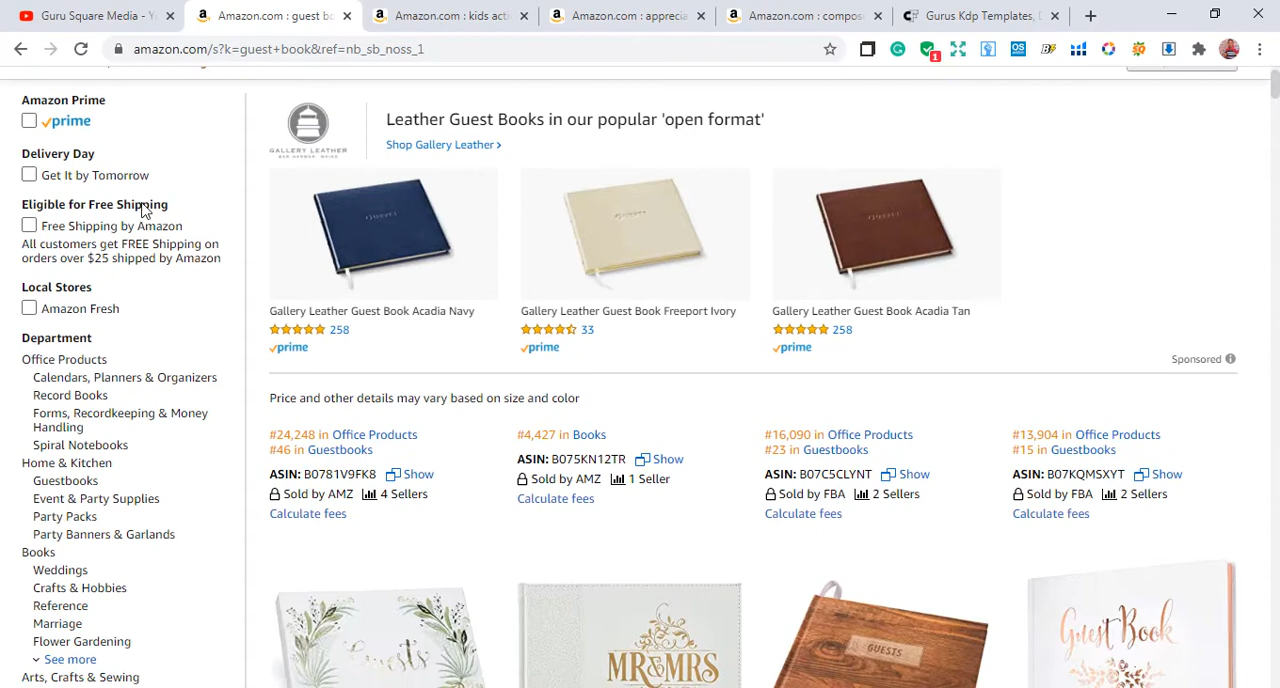 Guru Square Media - Yo
Amazon.com : guest bo
Amazon.com : kids acti
Amazon.com : apprecia
Amazon.com : compos
Gurus Kdp Templates, D
amazon.com/s?k=guest+book&ref=nb_sb_noss_1
Amazon Prime
prime
Delivery Day
Get It by Tomorrow
Eligible for Free Shipping
Free Shipping by Amazon
All customers get FREE Shipping on
orders over $25 shipped by Amazon
Local Stores
Amazon Fresh
Department
Office Products
Calendars, Planners & Organizers
Record Books
Forms, Recordkeeping & Money
Handling
Spiral Notebooks
Home & Kitchen
Guestbooks
Event & Party Supplies
Party Packs
Party Banners & Garlands
Books
Weddings
Crafts & Hobbies
Reference
Marriage
Flower Gardening
See more
Arts, Crafts & Sewing
GALLERY LEATHER
BAR HARBOR, MAINE
Leather Guest Books in our popular 'open format'
Shop Gallery Leather ›
GUESTS
GUESTS
GUESTS
Gallery Leather Guest Book Acadia Navy
258
prime
Gallery Leather Guest Book Freeport Ivory
33
prime
Gallery Leather Guest Book Acadia Tan
258
prime
Sponsored
Price and other details may vary based on size and color
#24,248 in Office Products
#46 in Guestbooks
ASIN: B0781V9FK8 Show
Sold by AMZ 4 Sellers
Calculate fees
#4,427 in Books
ASIN: B075KN12TR Show
Sold by AMZ 1 Seller
Calculate fees
#16,090 in Office Products
#23 in Guestbooks
ASIN: B07C5CLYNT Show
Sold by FBA 2 Sellers
Calculate fees
#13,904 in Office Products
#15 in Guestbooks
ASIN: B07KQMSXYT Show
Sold by FBA 2 Sellers
Calculate fees
Guests
MR&MRS
GUESTS
Guest Book